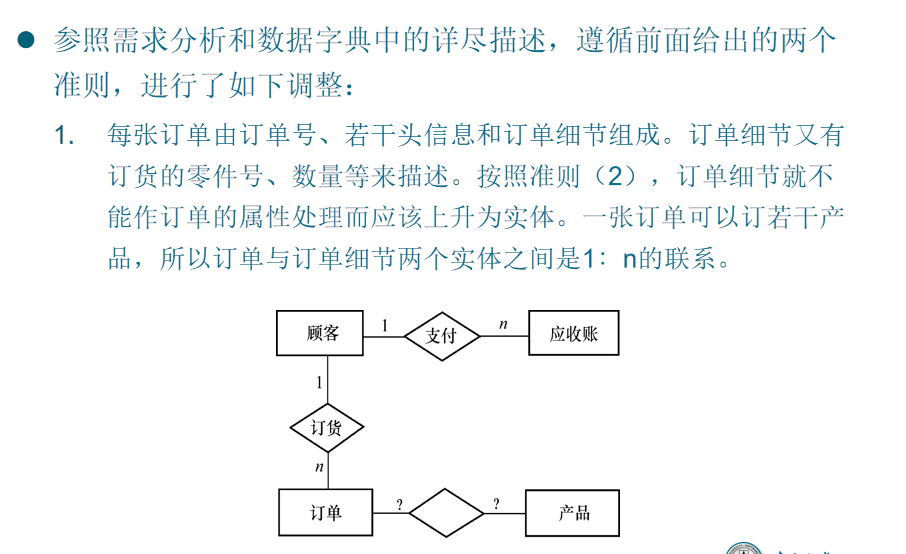 参照需求分析和数据字典中的详尽描述，遵循前面给出的两个
准则，进行了如下调整：
1. 每张订单由订单号、若干头信息和订单细节组成。订单细节又有
订货的零件号、数量等来描述。按照准则（2），订单细节就不
能作订单的属性处理而应该上升为实体。一张订单可以订若干产
品，所以订单与订单细节两个实体之间是1：n的联系。
顾客 1 支付 n 应收账
1
订货
n
订单 ? ? 产品